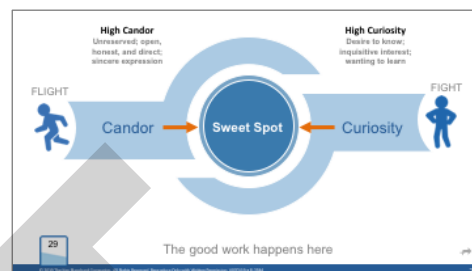 High Candor
Unreserved; open,
honest, and direct;
sincere expression
High Curiosity
Desire to know;
inquisitive interest;
wanting to learn
FLIGHT
FIGHT
Candor
Sweet Spot
Curiosity
29
The good work happens here